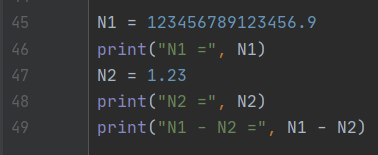 45 N1 = 123456789123456.9
46 print("N1 =", N1)
47 N2 = 1.23
48 print("N2 =", N2)
49 print("N1 - N2 =", N1 - N2)